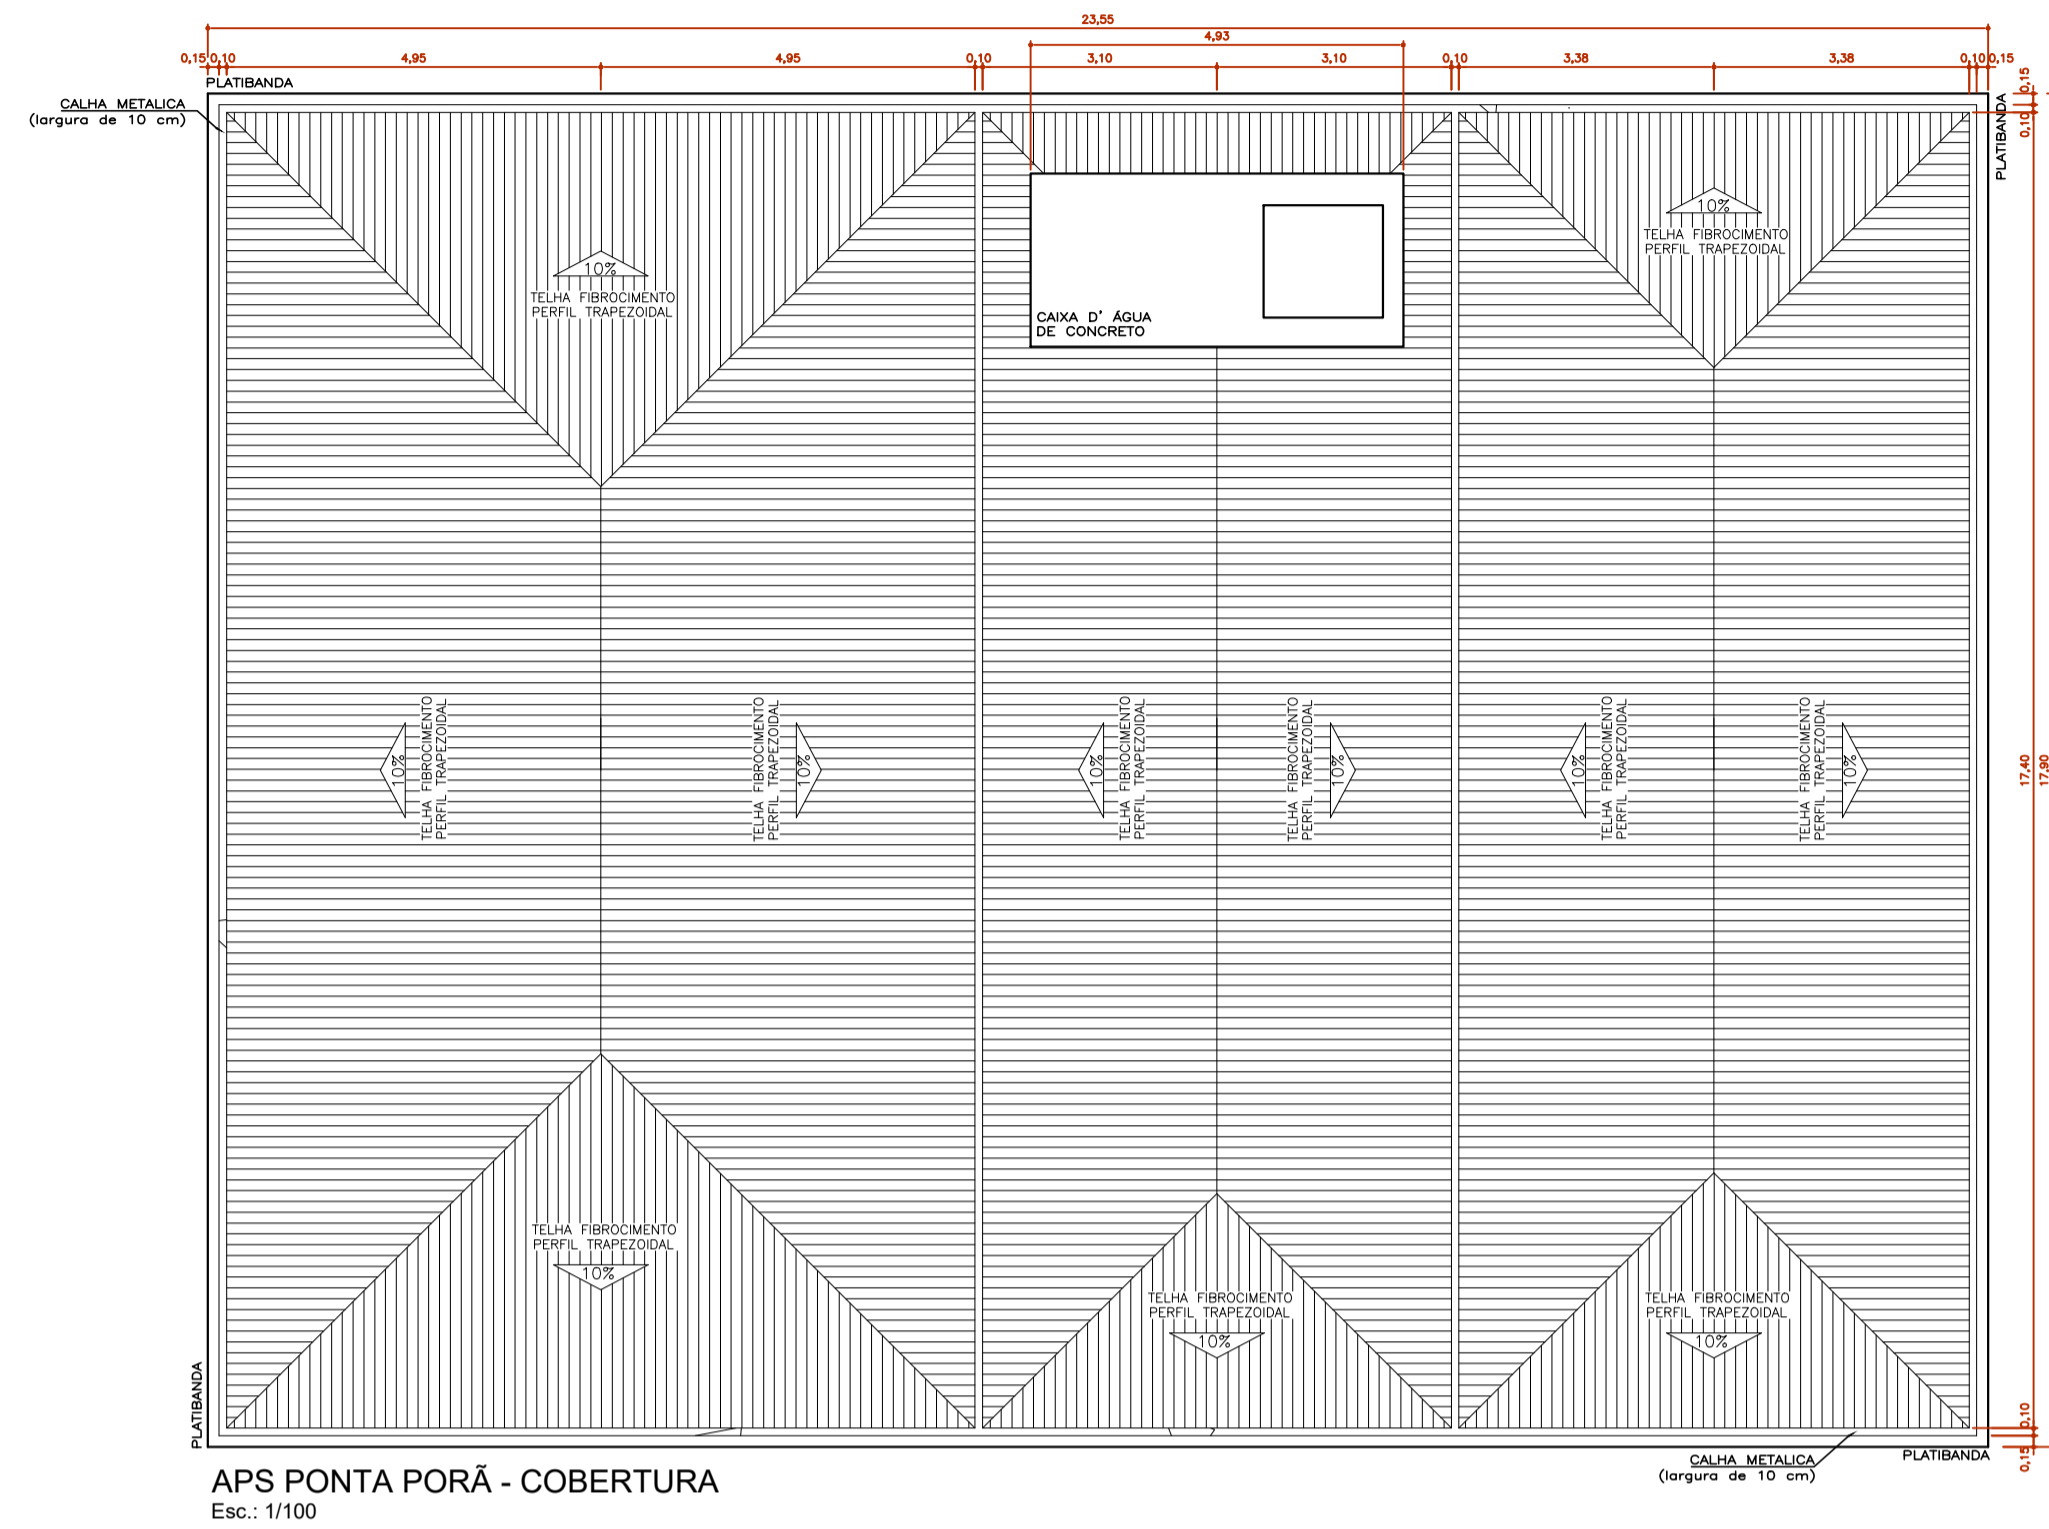 23,55
4,93
0,15 0,10 4,95 4,95 0,10 3,10 3,10 0,10 3,38 3,38 0,10 0,15
PLATIBANDA
CALHA METALICA
(largura de 10 cm)
0,15
0,10
PLATIBANDA
10%
TELHA FIBROCIMENTO
PERFIL TRAPEZOIDAL
10%
TELHA FIBROCIMENTO
PERFIL TRAPEZOIDAL
CAIXA D' ÁGUA
DE CONCRETO
10%
TELHA FIBROCIMENTO
PERFIL TRAPEZOIDAL
TELHA FIBROCIMENTO
PERFIL TRAPEZOIDAL
10%
10%
TELHA FIBROCIMENTO
PERFIL TRAPEZOIDAL
TELHA FIBROCIMENTO
PERFIL TRAPEZOIDAL
10%
10%
TELHA FIBROCIMENTO
PERFIL TRAPEZOIDAL
TELHA FIBROCIMENTO
PERFIL TRAPEZOIDAL
10%
17,40
17,90
TELHA FIBROCIMENTO
PERFIL TRAPEZOIDAL
10%
TELHA FIBROCIMENTO
PERFIL TRAPEZOIDAL
10%
TELHA FIBROCIMENTO
PERFIL TRAPEZOIDAL
10%
PLATIBANDA
0,10
0,15
PLATIBANDA
CALHA METALICA
(largura de 10 cm)
APS PONTA PORÃ - COBERTURA
Esc.: 1/100